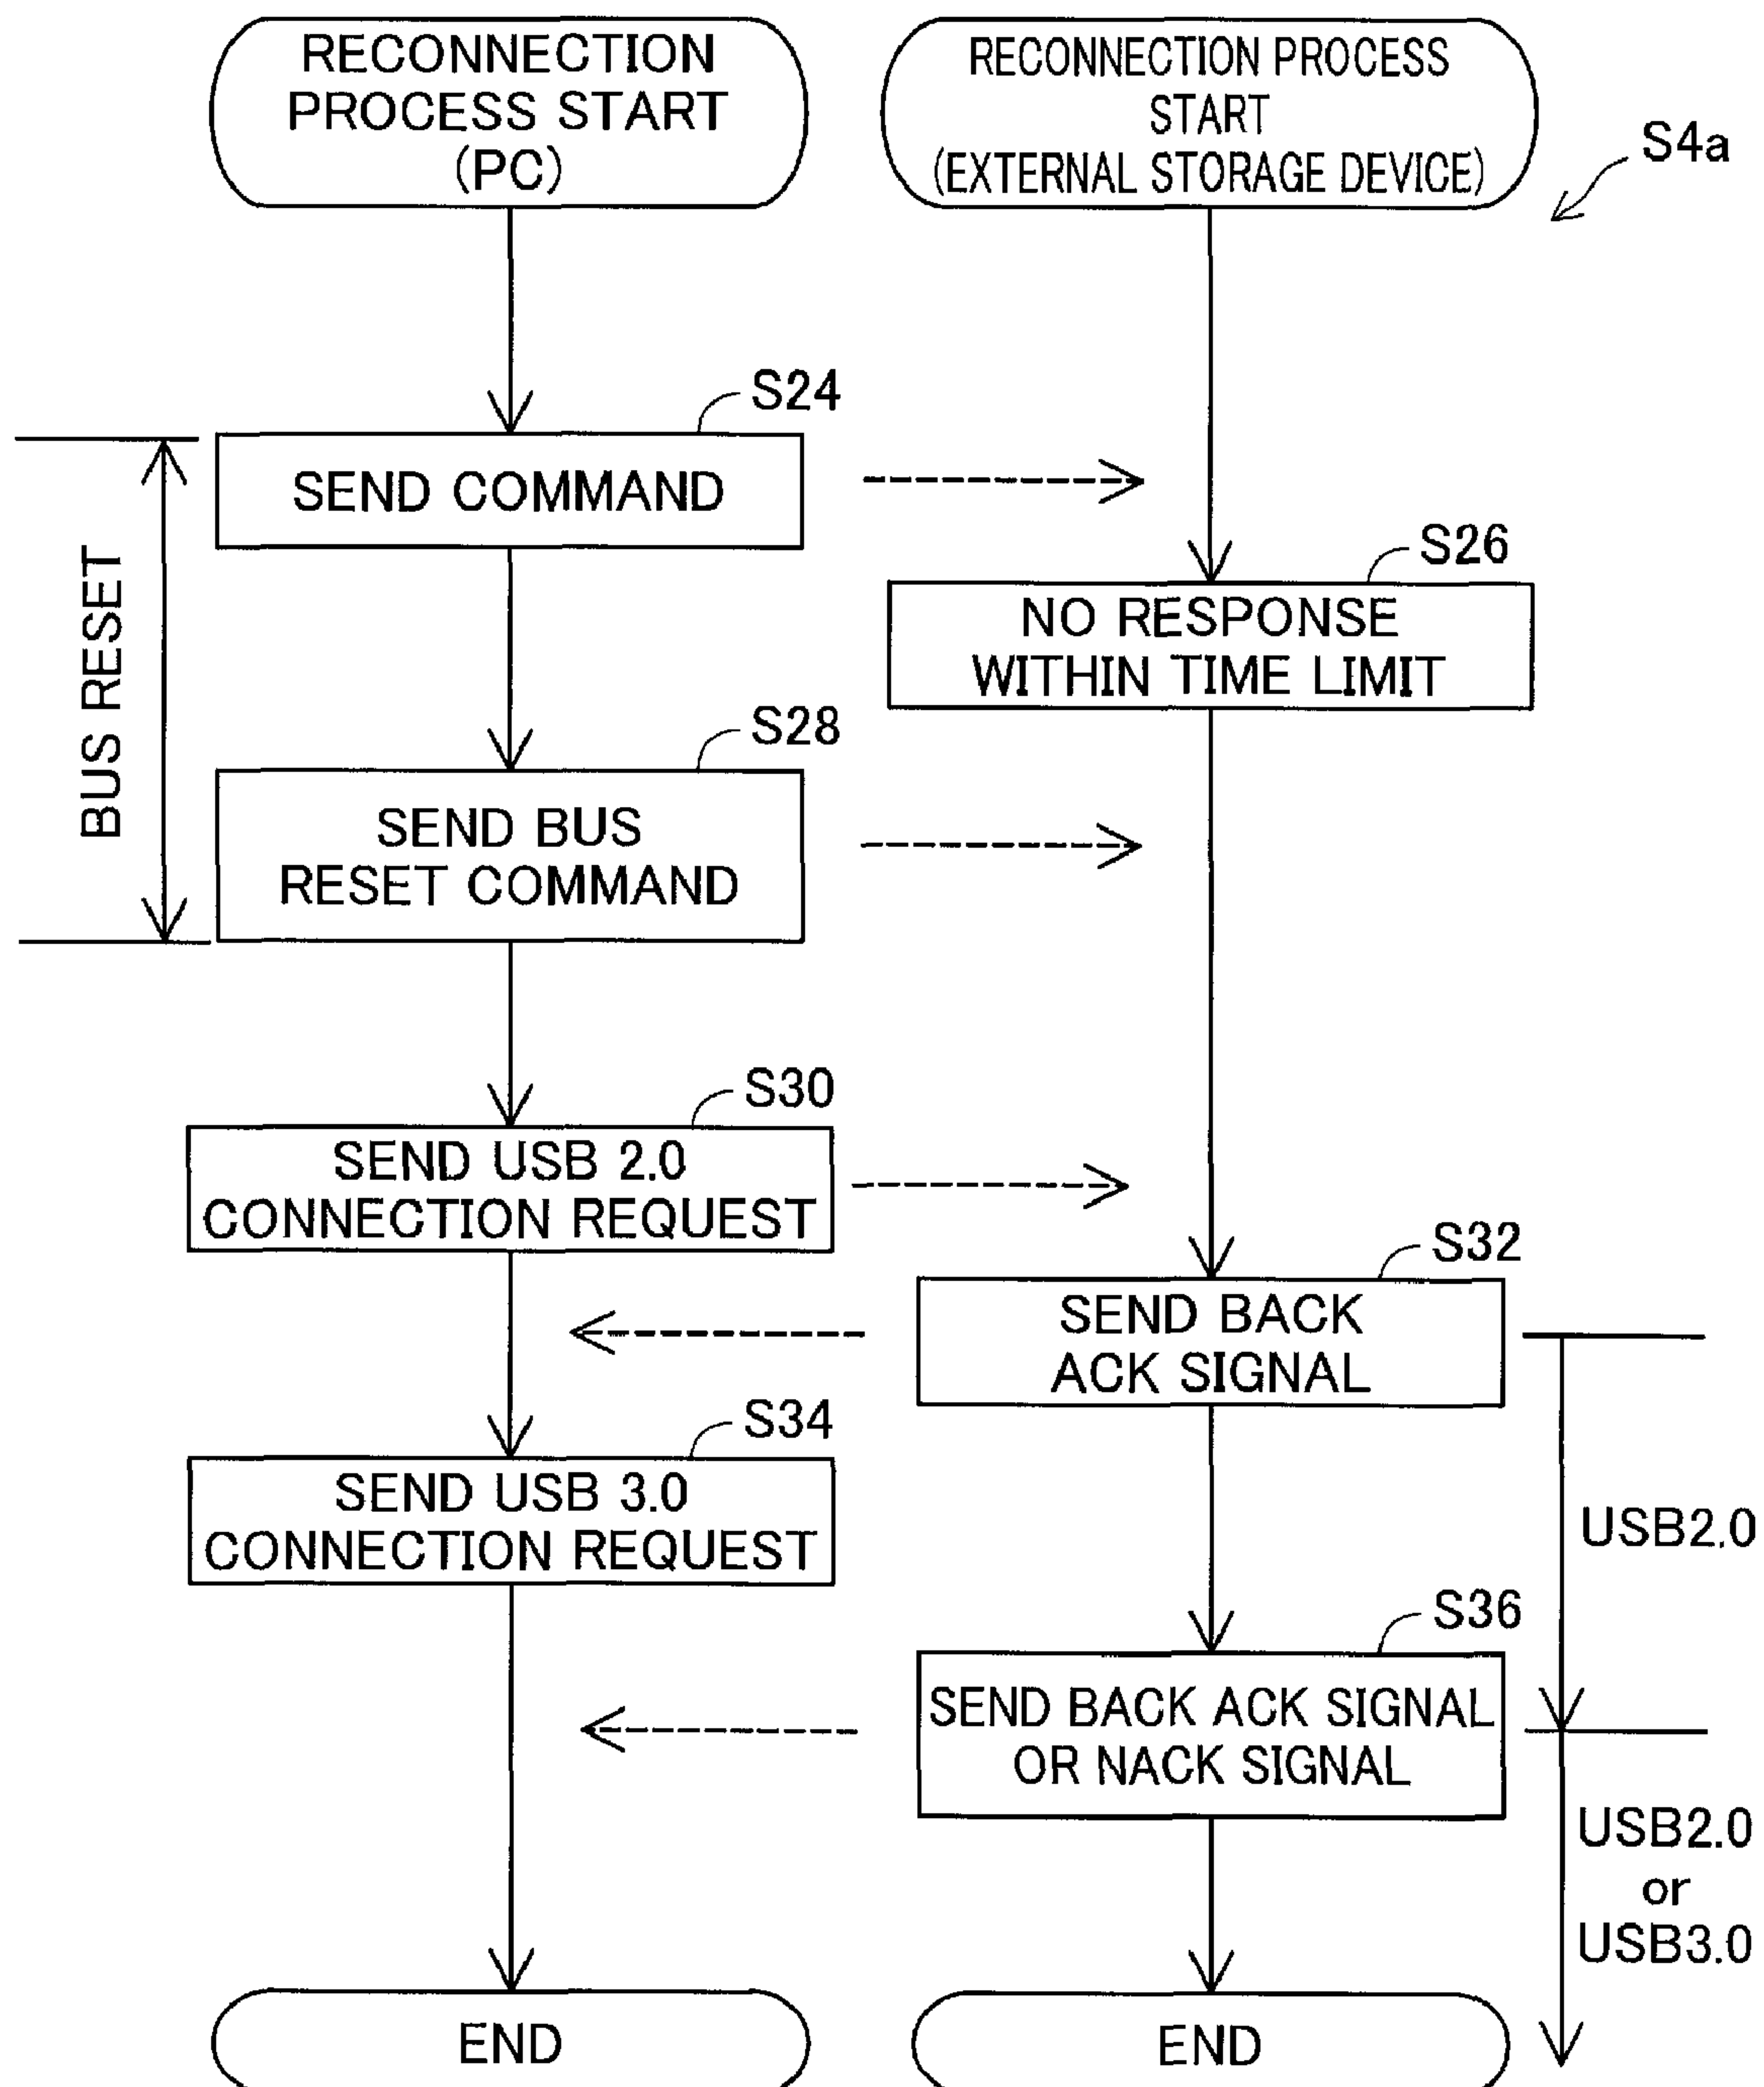 RECONNECTION
PROCESS START
(PC)
RECONNECTION PROCESS
START
(EXTERNAL STORAGE DEVICE)
S4a
S24
SEND COMMAND
S26
NO RESPONSE
WITHIN TIME LIMIT
BUS RESET
S28
SEND BUS
RESET COMMAND
S30
SEND USB 2.0
CONNECTION REQUEST
S32
SEND BACK
ACK SIGNAL
S34
SEND USB 3.0
CONNECTION REQUEST
USB2.0
S36
SEND BACK ACK SIGNAL
OR NACK SIGNAL
USB2.0
or
USB3.0
END
END